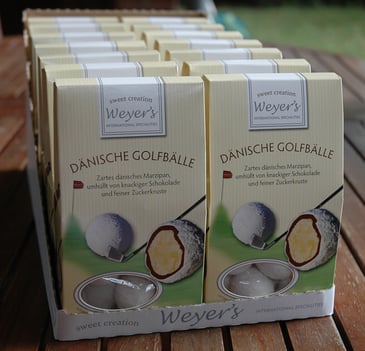 sweet creation
Weyer's
INTERNATIONAL SPECIALITIES
DÄNISCHE GOLFBÄLLE
Zartes dänisches Marzipan,
umhüllt von knackiger Schokolade
und feiner Zuckerkruste
sweet creation
Weyer's
INTERNATIONAL SPECIALITIES
DÄNISCHE GOLFBÄLLE
Zartes dänisches Marzipan,
umhüllt von knackiger Schokolade
und feiner Zuckerkruste
sweet creation Weyer's INTERNATIONAL SPECIALITIES